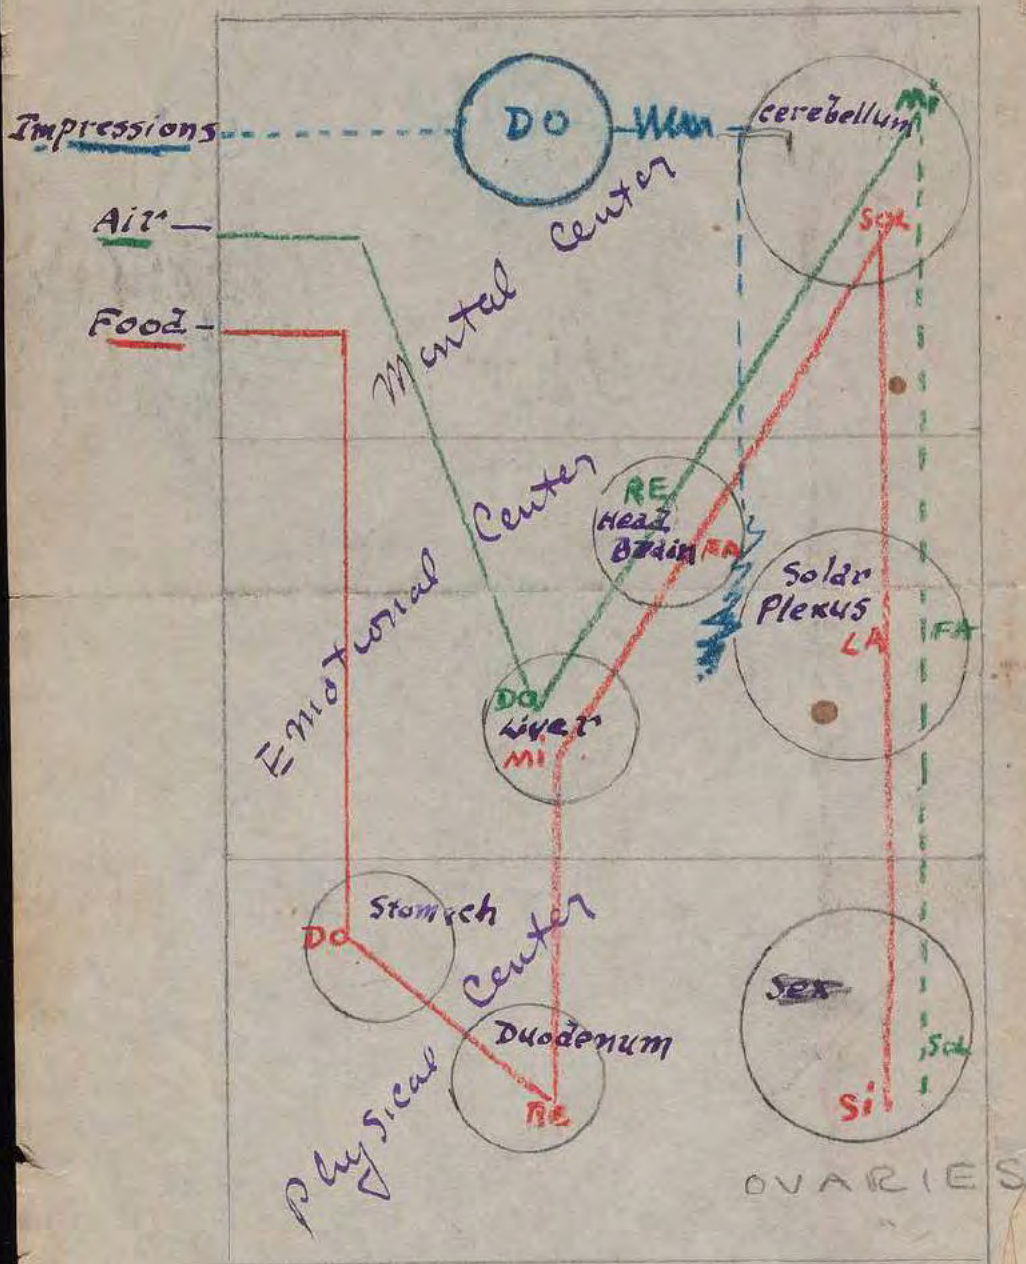 Impressions
DO
cerebellum
Mi
Air
Mental Center
SOL
Food
RE
Head
Brain
FA
Emotional Center
Solar
Plexus
LA
FA
DO
Liver
Mi
Stomach
DO
Physical Center
Sex
Duodenum
SOL
RE
Si
OVARIES